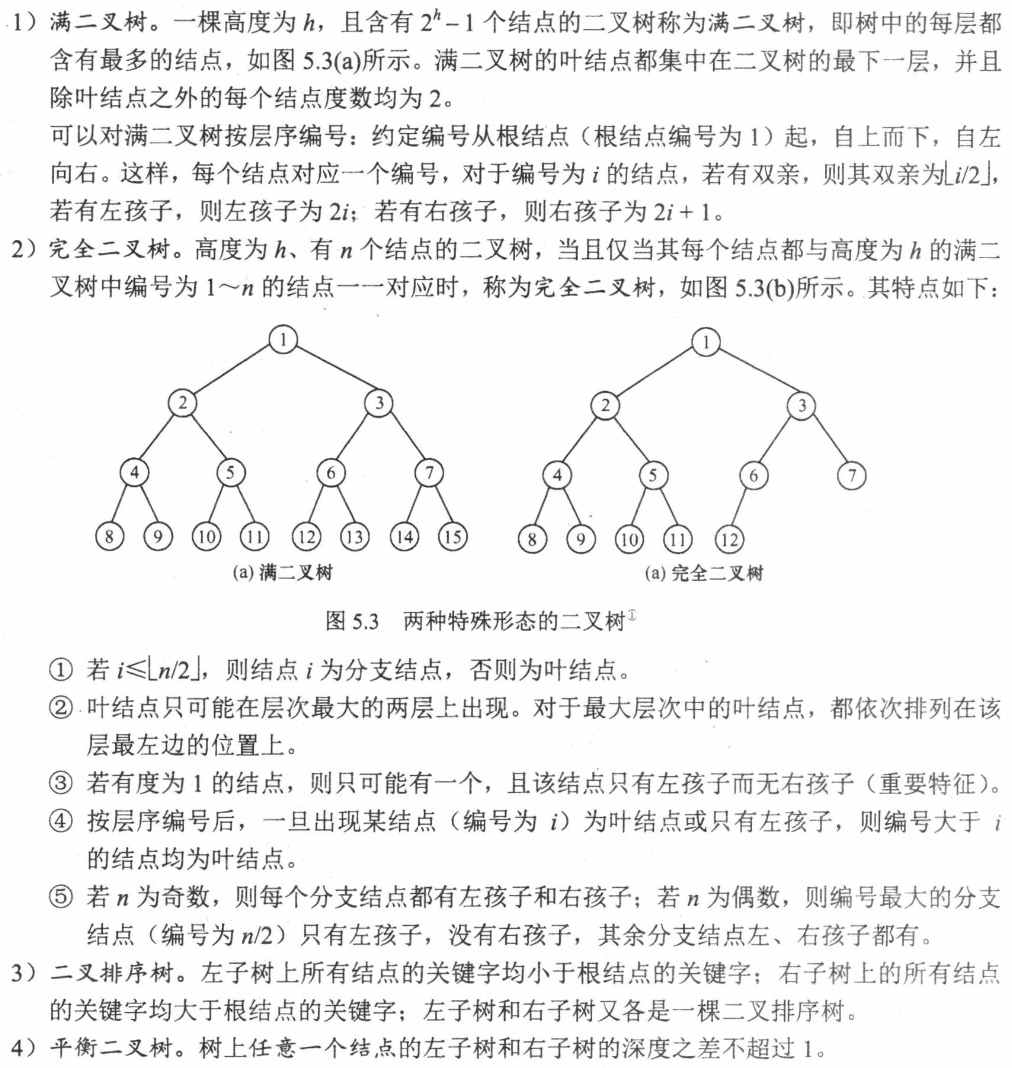 1）满二叉树。一棵高度为 h，且含有 2^h – 1 个结点的二叉树称为满二叉树，即树中的每层都
含有最多的结点，如图 5.3(a)所示。满二叉树的叶结点都集中在二叉树的最下一层，并且
除叶结点之外的每个结点度数均为 2。
可以对满二叉树按层序编号：约定编号从根结点（根结点编号为 1）起，自上而下，自左
向右。这样，每个结点对应一个编号，对于编号为 i 的结点，若有双亲，则其双亲为⌊i/2⌋，
若有左孩子，则左孩子为 2i；若有右孩子，则右孩子为 2i + 1。
2）完全二叉树。高度为 h、有 n 个结点的二叉树，当且仅当其每个结点都与高度为 h 的满二
叉树中编号为 1～n 的结点一一对应时，称为完全二叉树，如图 5.3(b)所示。其特点如下：
1
2 3
4 5 6 7
8 9 10 11 12 13 14 15
(a) 满二叉树
1
2 3
4 5 6 7
8 9 10 11 12
(a) 完全二叉树
图 5.3 两种特殊形态的二叉树①
① 若 i≤⌊n/2⌋，则结点 i 为分支结点，否则为叶结点。
② 叶结点只可能在层次最大的两层上出现。对于最大层次中的叶结点，都依次排列在该
层最左边的位置上。
③ 若有度为 1 的结点，则只可能有一个，且该结点只有左孩子而无右孩子（重要特征）。
④ 按层序编号后，一旦出现某结点（编号为 i）为叶结点或只有左孩子，则编号大于 i
的结点均为叶结点。
⑤ 若 n 为奇数，则每个分支结点都有左孩子和右孩子；若 n 为偶数，则编号最大的分支
结点（编号为 n/2）只有左孩子，没有右孩子，其余分支结点左、右孩子都有。
3）二叉排序树。左子树上所有结点的关键字均小于根结点的关键字；右子树上的所有结点
的关键字均大于根结点的关键字；左子树和右子树又各是一棵二叉排序树。
4）平衡二叉树。树上任意一个结点的左子树和右子树的深度之差不超过 1。